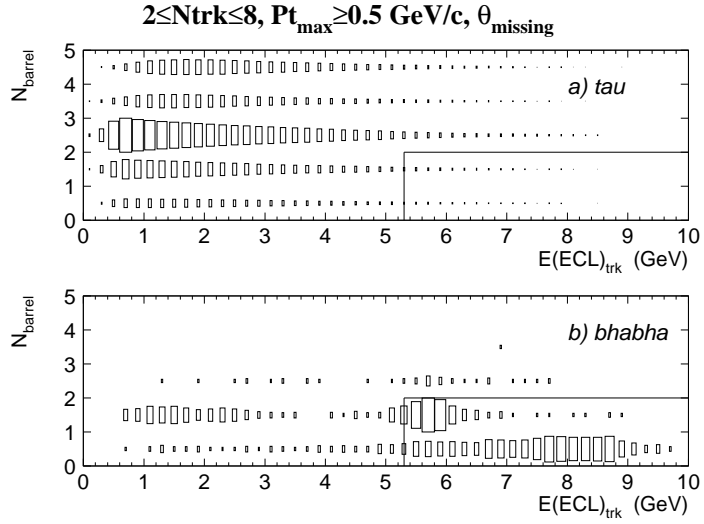 2≤Ntrk≤8, Pt_max≥0.5 GeV/c, θ_missing
N_barrel
5
4
3
2
1
0
a) tau
0 1 2 3 4 5 6 7 8 9 10
E(ECL)_trk (GeV)
N_barrel
5
4
3
2
1
0
b) bhabha
0 1 2 3 4 5 6 7 8 9 10
E(ECL)_trk (GeV)